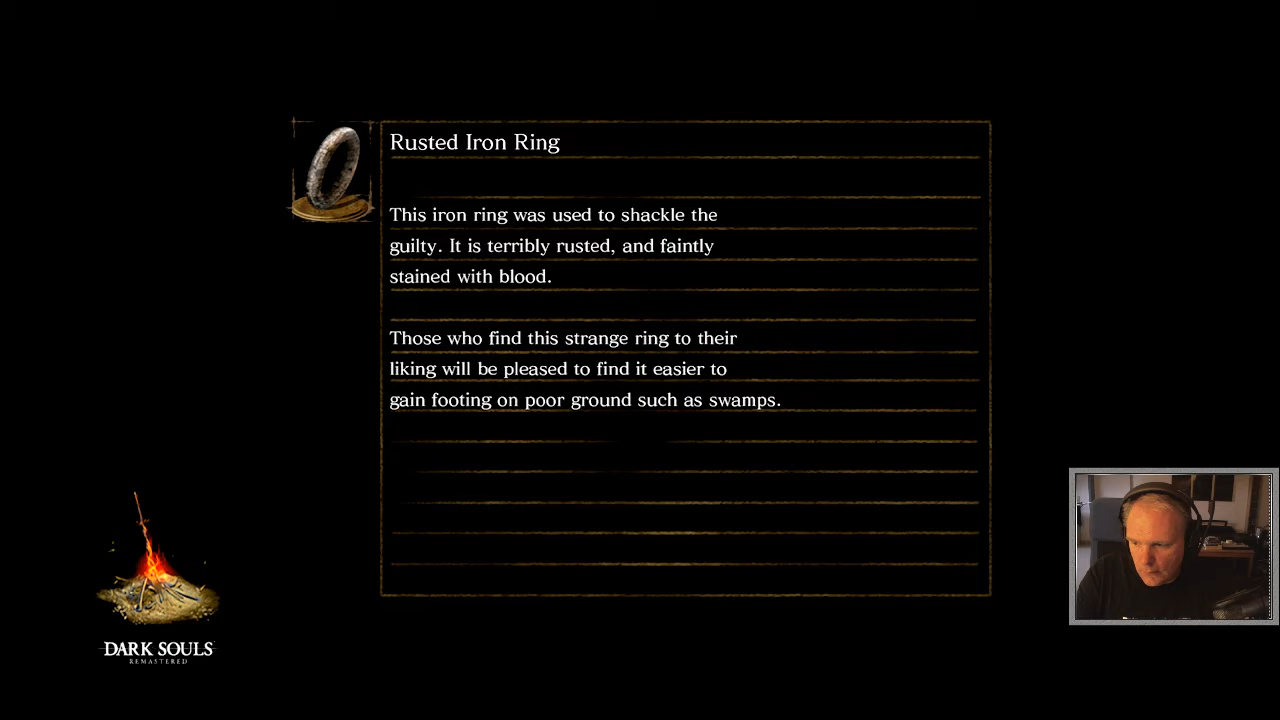 Rusted Iron Ring
This iron ring was used to shackle the
guilty. It is terribly rusted, and faintly
stained with blood.
Those who find this strange ring to their
liking will be pleased to find it easier to
gain footing on poor ground such as swamps.
DARK SOULS
REMASTERED